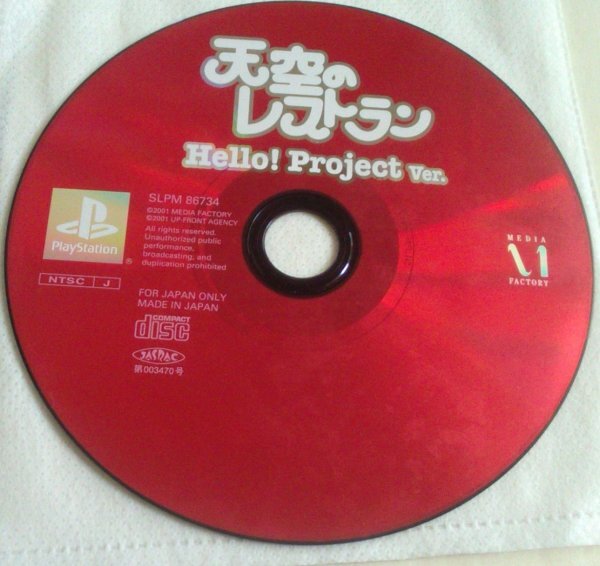 天空の
レストラン
Hello! Project Ver.
SLPM 86734
©2001 MEDIA FACTORY
©2001 UP-FRONT AGENCY
All rights reserved.
Unauthorized public
performance,
broadcasting, and
duplication prohibited
PlayStation
®
NTSC J
FOR JAPAN ONLY
MADE IN JAPAN
COMPACT
disc
JASRAC
第003470号
MEDIA
FACTORY